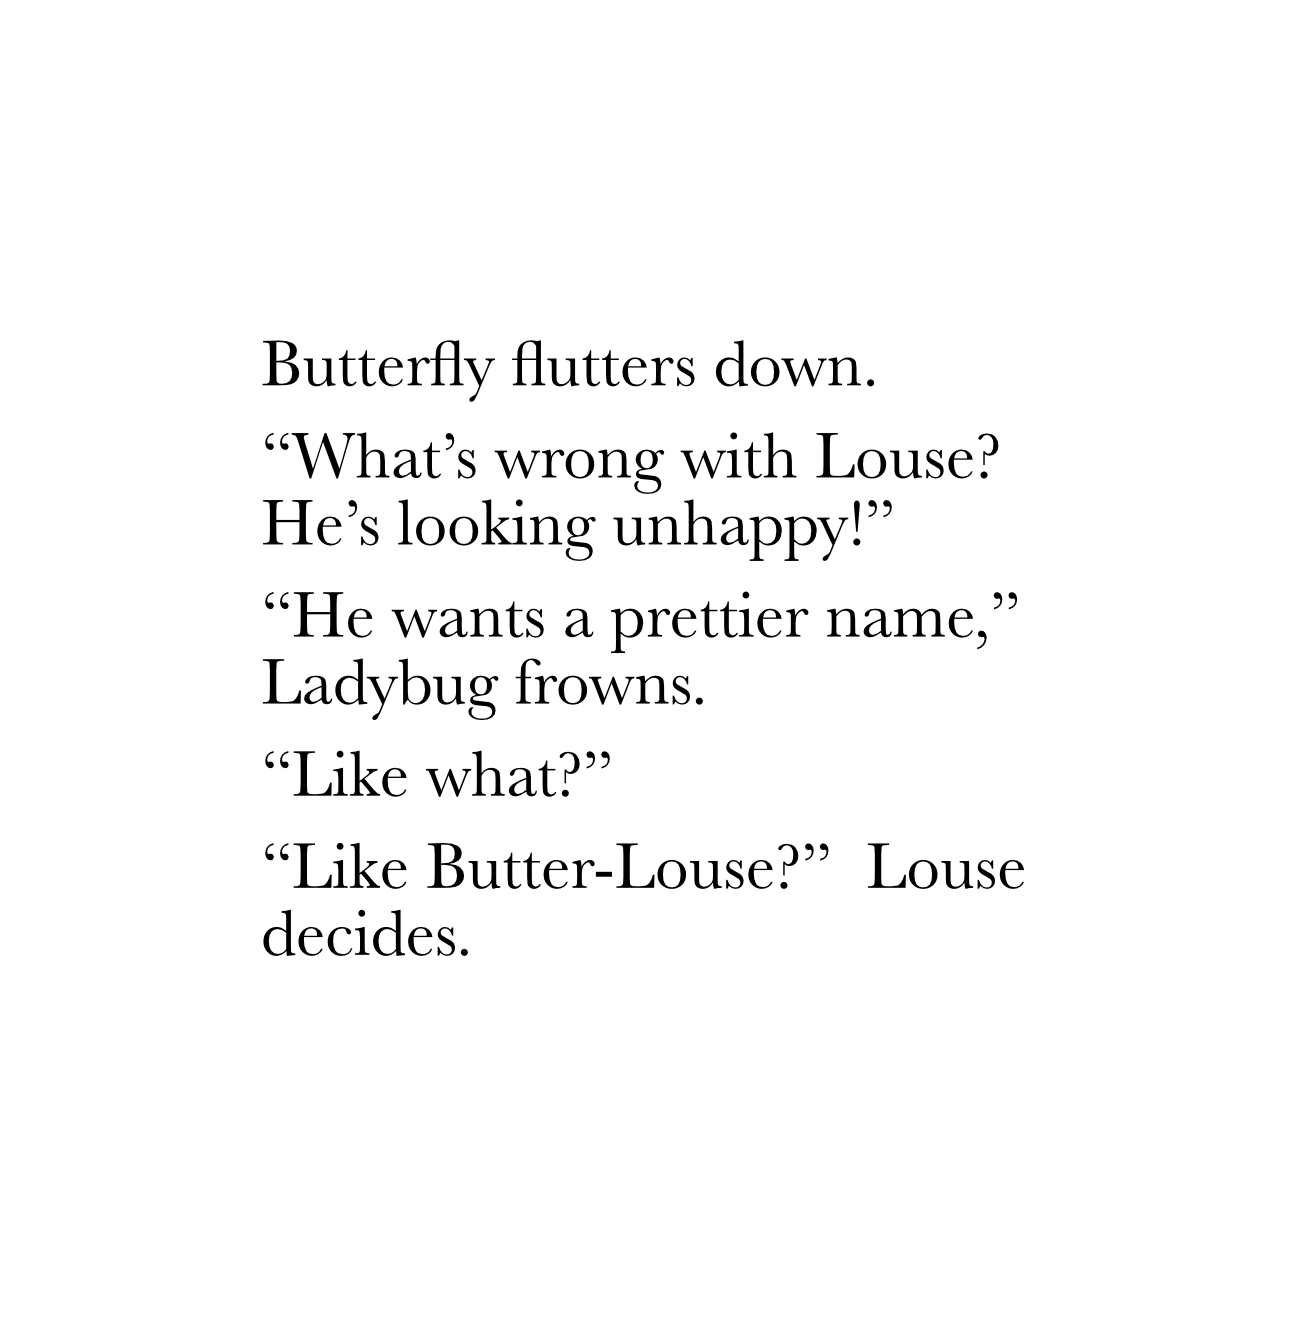 Butterfly flutters down.
“What’s wrong with Louse?
He’s looking unhappy!”
“He wants a prettier name,”
Ladybug frowns.
“Like what?”
“Like Butter-Louse?”  Louse
decides.